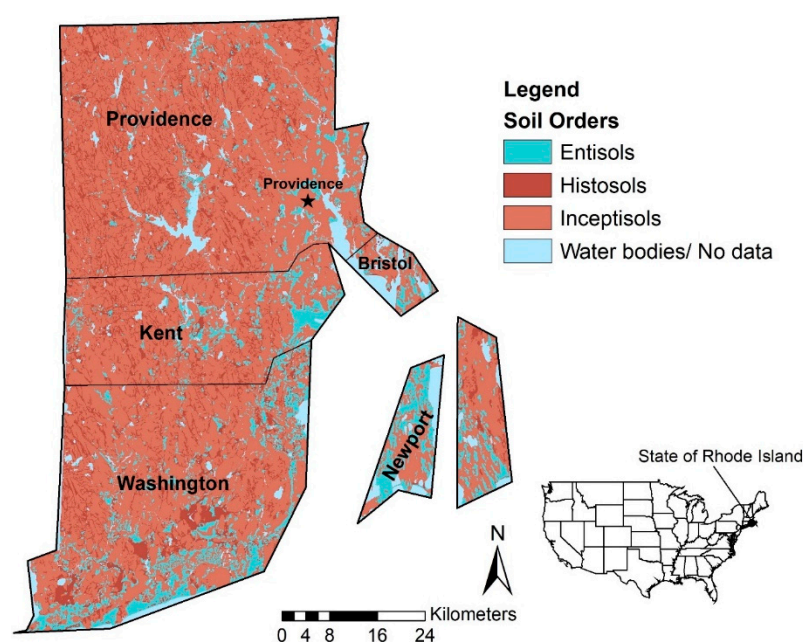 Providence
Providence
Bristol
Kent
Newport
Washington
Legend
Soil Orders
Entisols
Histosols
Inceptisols
Water bodies/ No data
State of Rhode Island
N
Kilometers
0 4 8 16 24